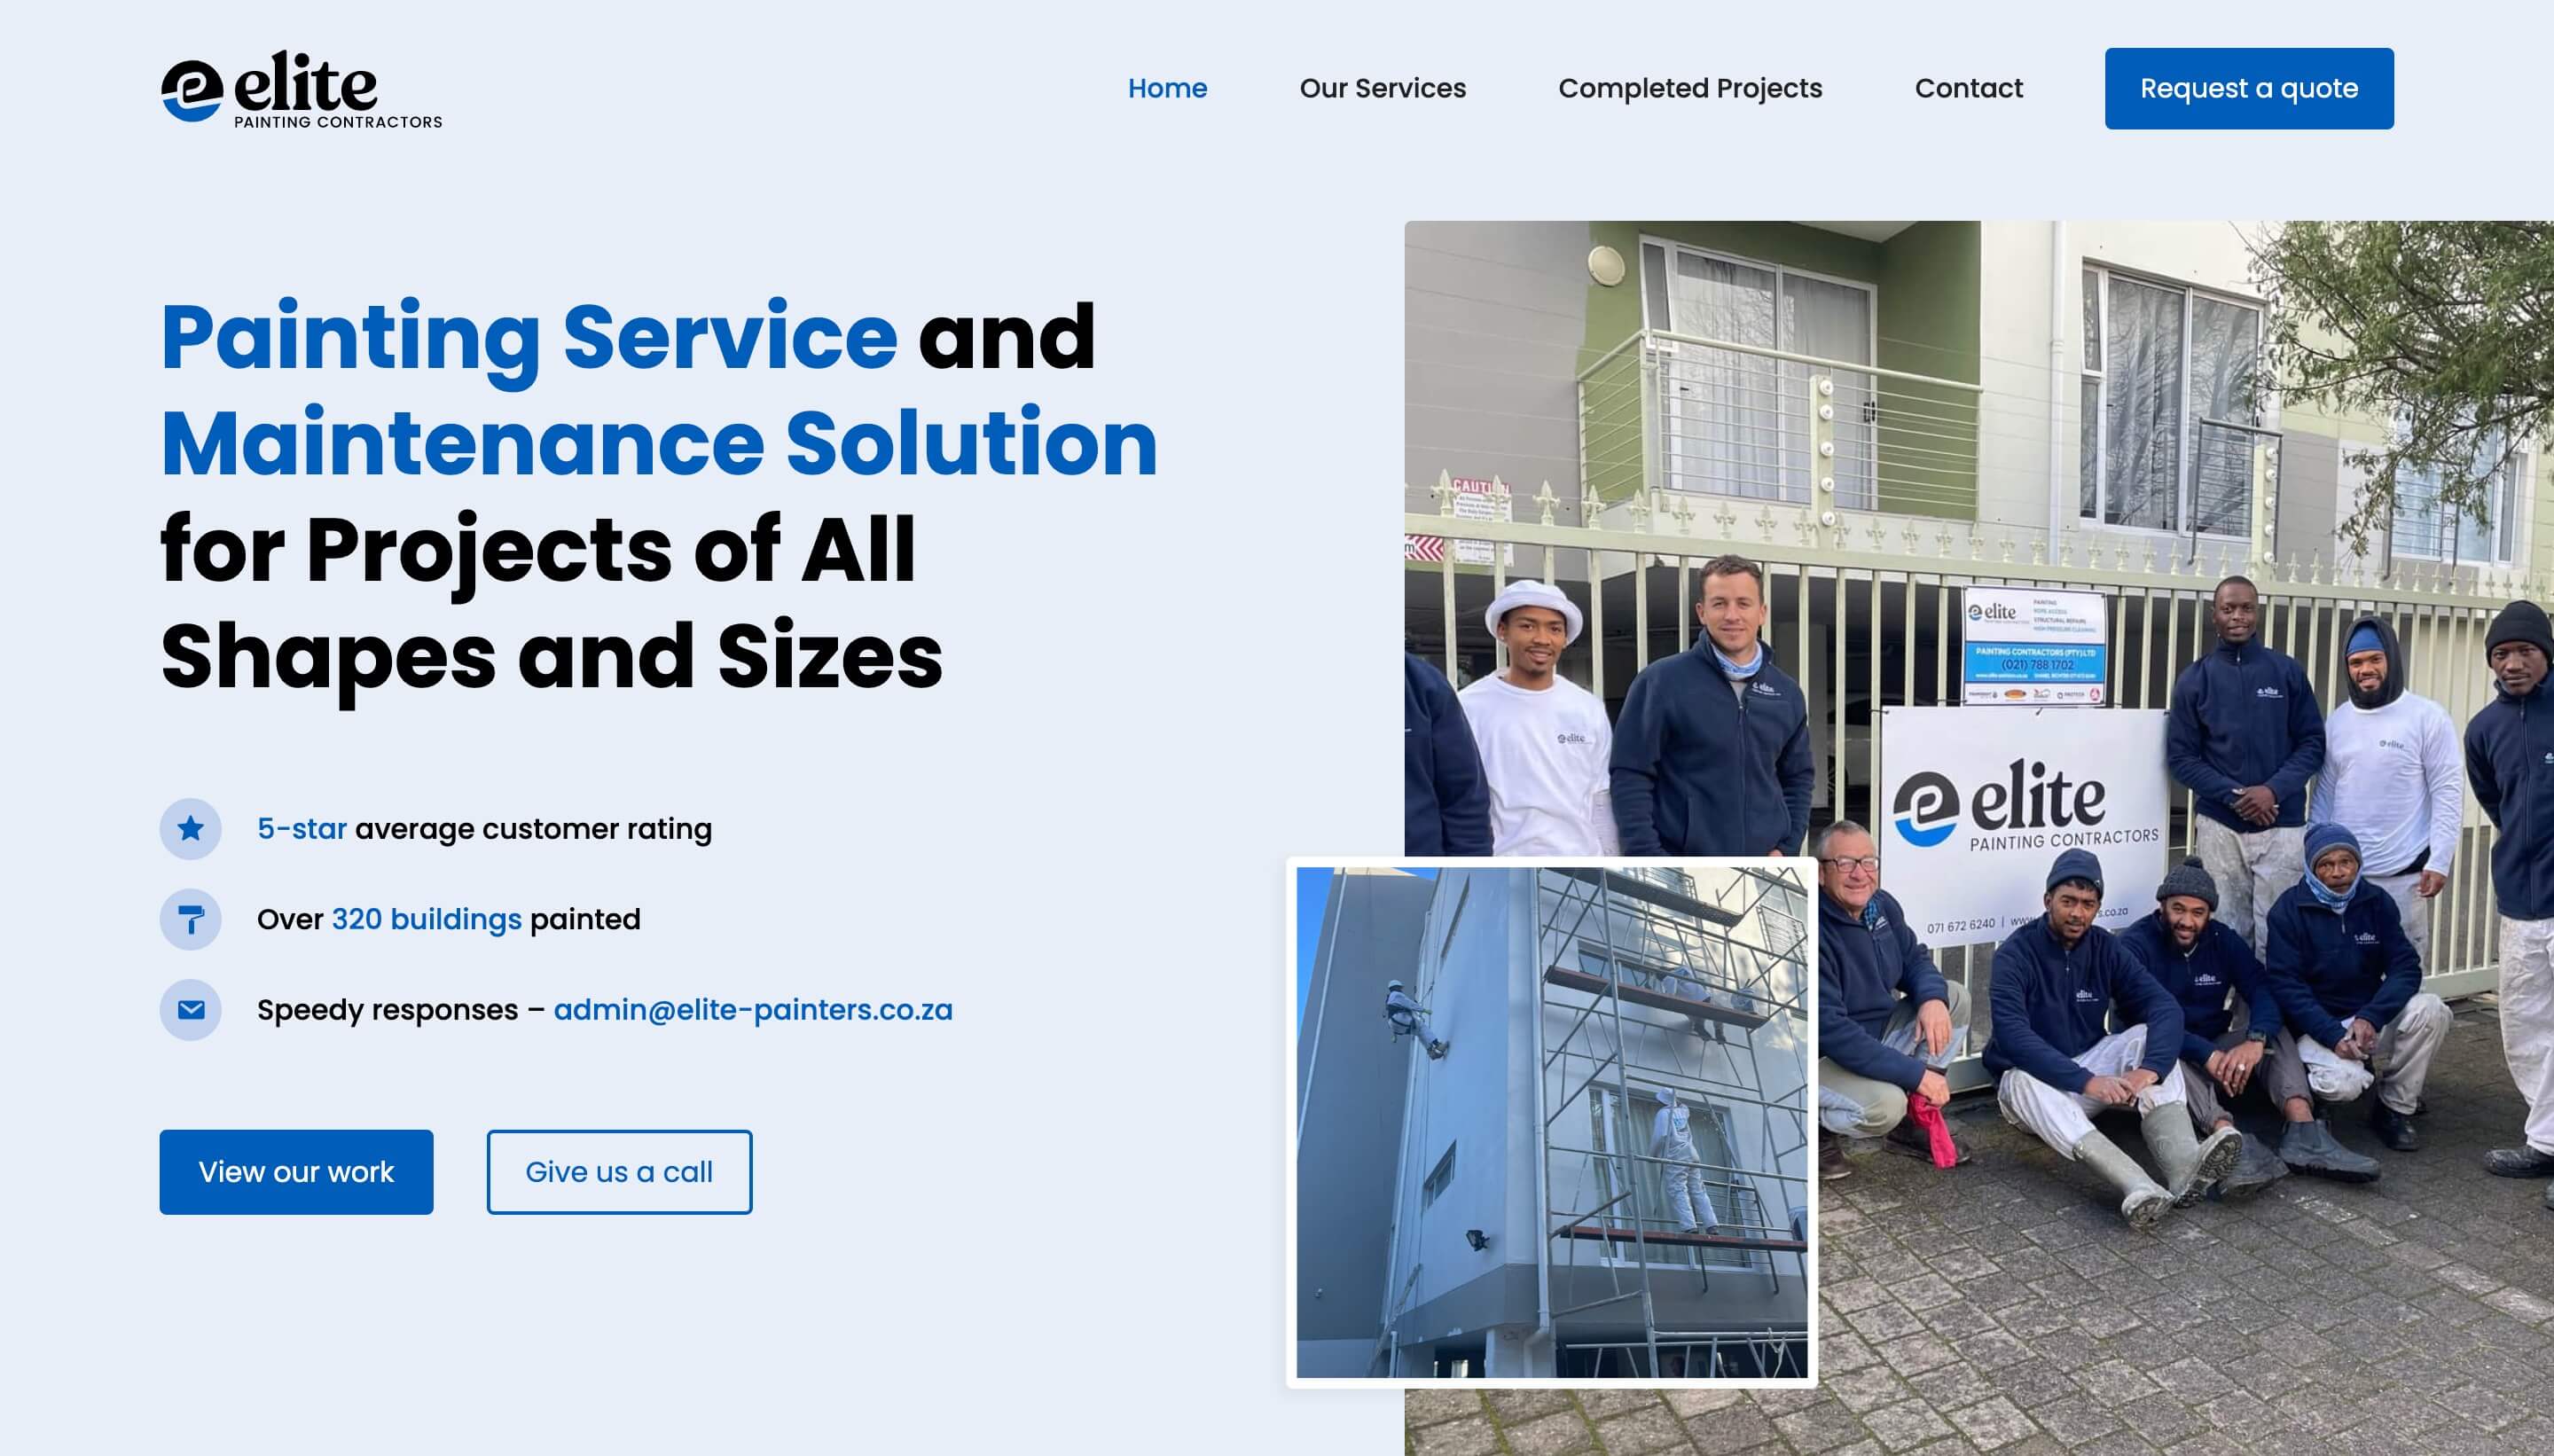 elite
PAINTING CONTRACTORS
Home
Our Services
Completed Projects
Contact
Request a quote
Painting Service and
Maintenance Solution
for Projects of All
Shapes and Sizes
5-star average customer rating
Over 320 buildings painted
Speedy responses – admin@elite-painters.co.za
View our work
Give us a call
elite
PAINTING
ROPE ACCESS
STRUCTURAL REPAIRS
HIGH PRESSURE CLEANING
PAINTING CONTRACTORS (PTY) LTD
(021) 788 1702
elite
PAINTING CONTRACTORS
071 672 6240 | www
s.co.za
elite
elite
elite
elite
elite
elite
elite